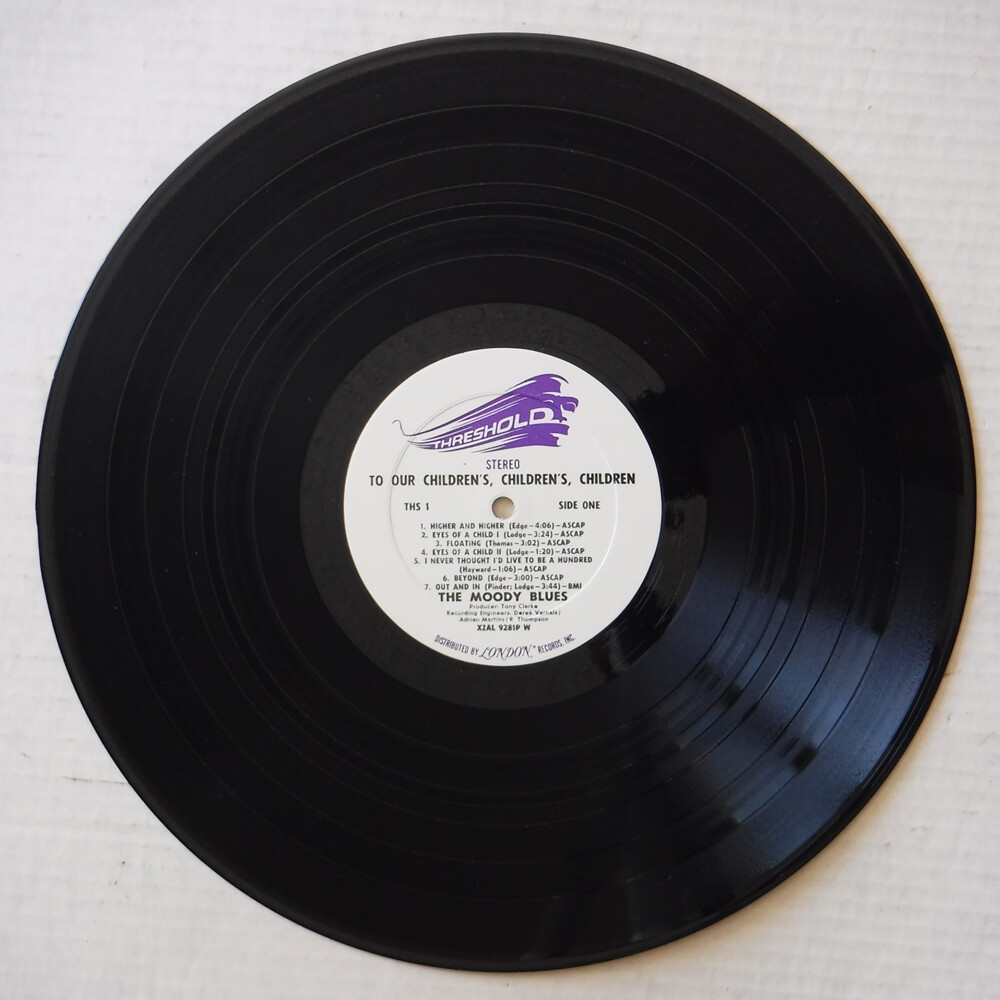 THRESHOLD
STEREO
TO OUR CHILDREN'S, CHILDREN'S, CHILDREN
THS 1 SIDE ONE
1. HIGHER AND HIGHER (Edge–4:06)–ASCAP
2. EYES OF A CHILD I (Lodge–3:24)–ASCAP
3. FLOATING (Thomas–3:02)–ASCAP
4. EYES OF A CHILD II (Lodge–1:20)–ASCAP
5. I NEVER THOUGHT I'D LIVE TO BE A HUNDRED
(Hayward–1:06)–ASCAP
6. BEYOND (Edge–3:00)–ASCAP
7. OUT AND IN (Pinder; Lodge–3:44)–BMI
THE MOODY BLUES
Producer: Tony Clarke
Recording Engineers: Derek Varnals/
Adrian Martins/R. Thompson
XZAL 9281P W
DISTRIBUTED BY LONDON® RECORDS, INC.